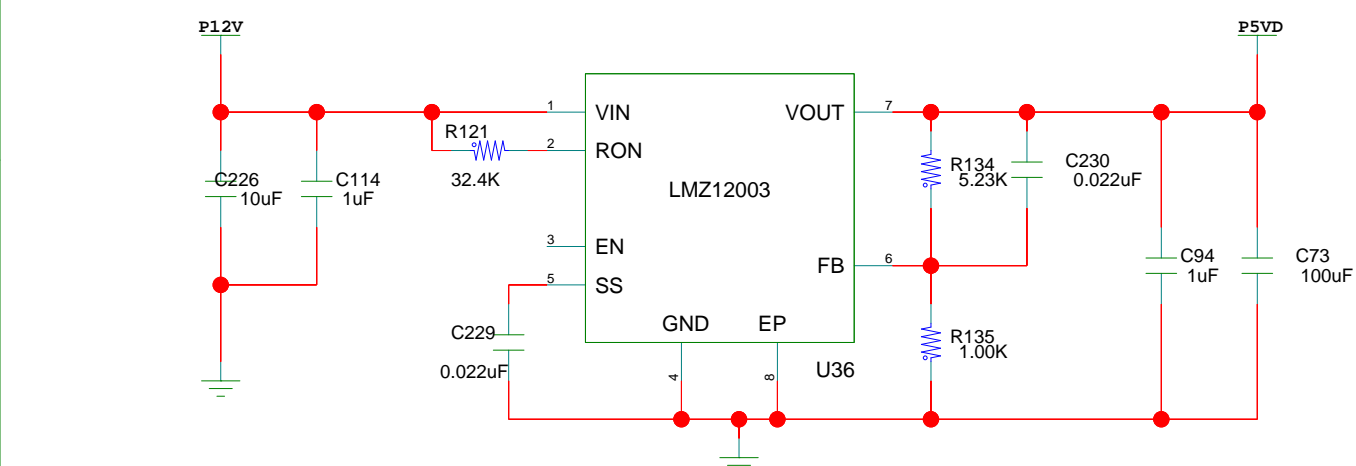 P12V
P5VD
1
VIN
VOUT
7
R121
2
RON
32.4K
R134
5.23K
C230
0.022uF
C226
10uF
C114
1uF
LMZ12003
3
EN
5
SS
FB
6
C94
1uF
C73
100uF
C229
0.022uF
GND
EP
R135
1.00K
U36
4
8